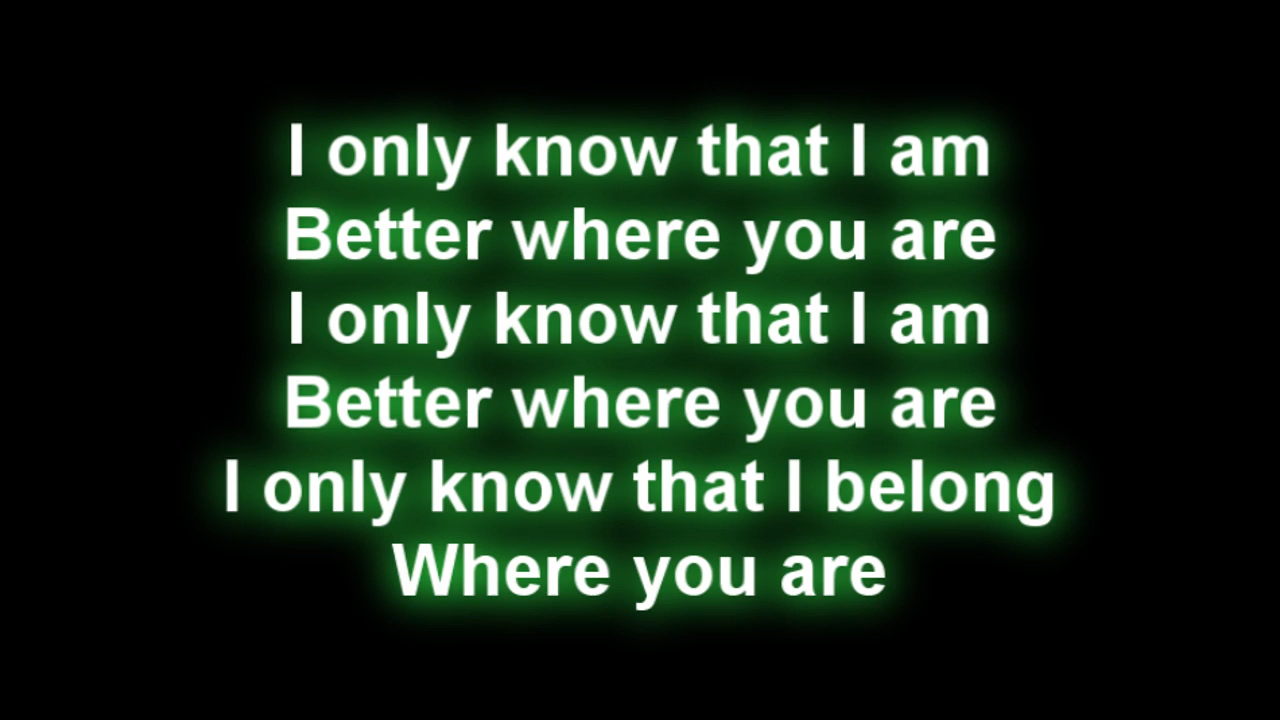 I only know that I am
Better where you are
I only know that I am
Better where you are
I only know that I belong
Where you are